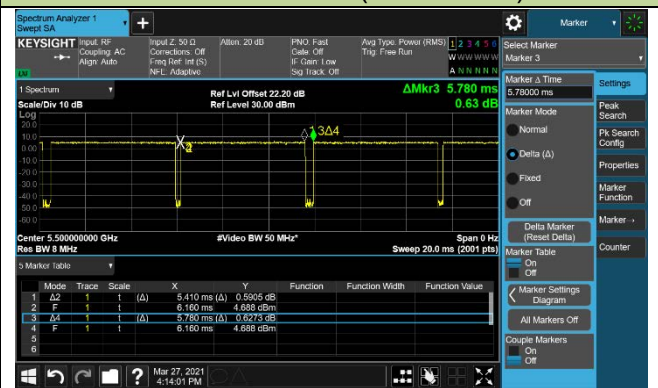 Spectrum Analyzer 1
Swept SA
Marker
KEYSIGHT
Input: RF
Coupling: AC
Align: Auto
Input Z: 50 Ω
Corrections: Off
Freq Ref: Int (S)
NFE: Adaptive
Atten: 20 dB
PNO: Fast
Gate: Off
IF Gain: Low
Sig Track: Off
Avg Type: Power (RMS)
Trig: Free Run
1 2 3 4 5 6
W W W W W W
A N N N N N
Select Marker
Marker 3
1 Spectrum
Scale/Div 10 dB
Ref Lvl Offset 22.20 dB
Ref Level 30.00 dBm
ΔMkr3 5.780 ms
0.63 dB
Log
20.0
10.0
0.00
-10.0
-20.0
-30.0
-40.0
-50.0
-60.0
3Δ4
Center 5.500000000 GHz
Res BW 8 MHz
#Video BW 50 MHz*
Span 0 Hz
Sweep 20.0 ms (2001 pts)
5 Marker Table
Mode Trace Scale X Y Function Function Width Function Value
1 Δ2 1 t (Δ) 5.410 ms (Δ) 0.5905 dB
2 F 1 t 6.160 ms 4.688 dBm
3 Δ4 1 t (Δ) 5.780 ms (Δ) 0.6273 dB
4 F 1 t 6.160 ms 4.688 dBm
5
6
Marker Δ Time
5.78000 ms
Marker Mode
Normal
Delta (Δ)
Fixed
Off
Delta Marker
(Reset Delta)
Marker Table
On
Off
Marker Settings
Diagram
All Markers Off
Couple Markers
On
Off
Settings
Peak
Search
Pk Search
Config
Properties
Marker
Function
Marker→
Counter
Mar 27, 2021
4:14:01 PM